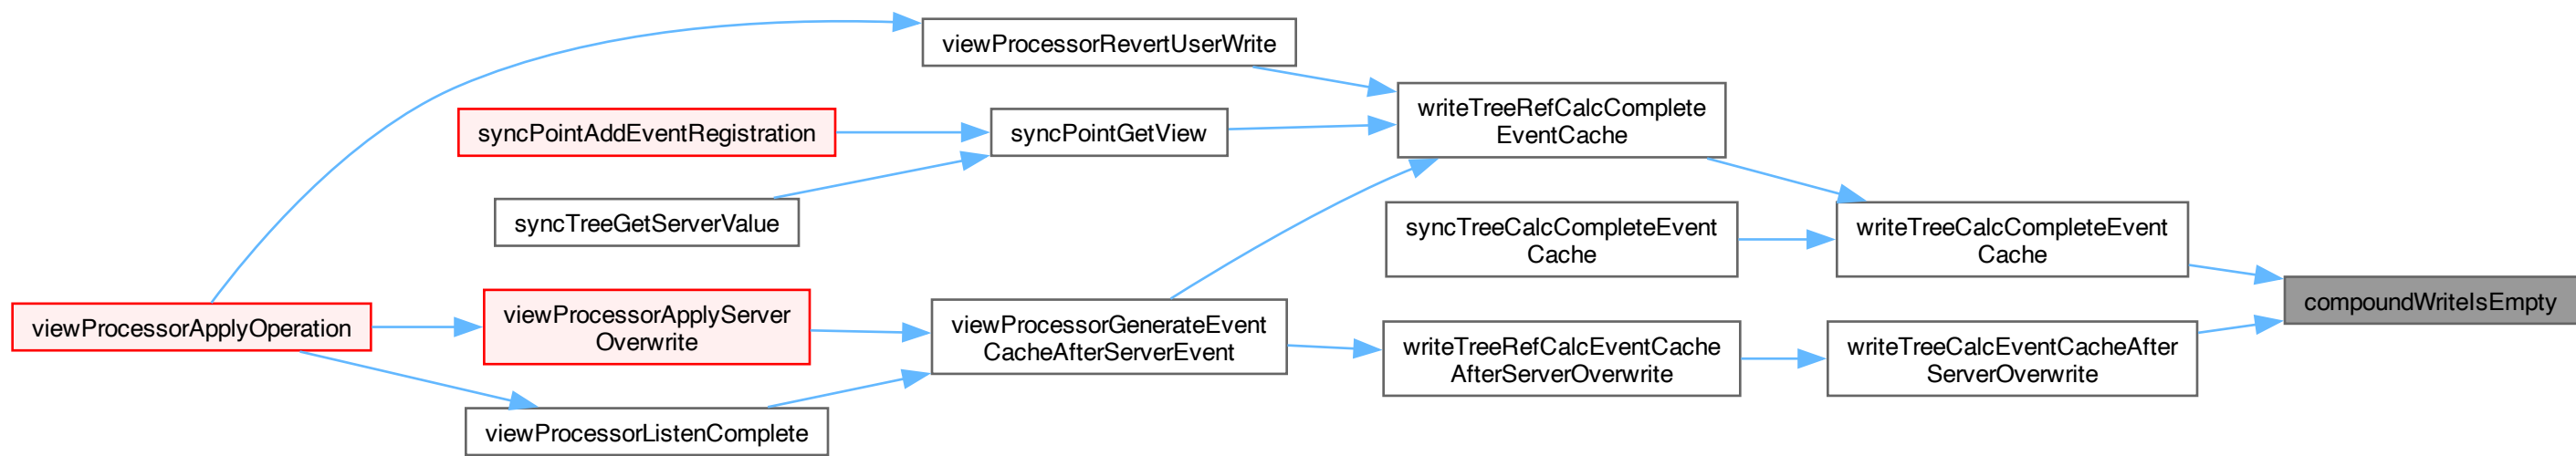 viewProcessorRevertUserWrite
writeTreeRefCalcComplete
EventCache
syncPointAddEventRegistration
syncPointGetView
syncTreeGetServerValue
syncTreeCalcCompleteEvent
Cache
writeTreeCalcCompleteEvent
Cache
compoundWriteIsEmpty
viewProcessorApplyOperation
viewProcessorApplyServer
Overwrite
viewProcessorGenerateEvent
CacheAfterServerEvent
writeTreeRefCalcEventCache
AfterServerOverwrite
writeTreeCalcEventCacheAfter
ServerOverwrite
viewProcessorListenComplete